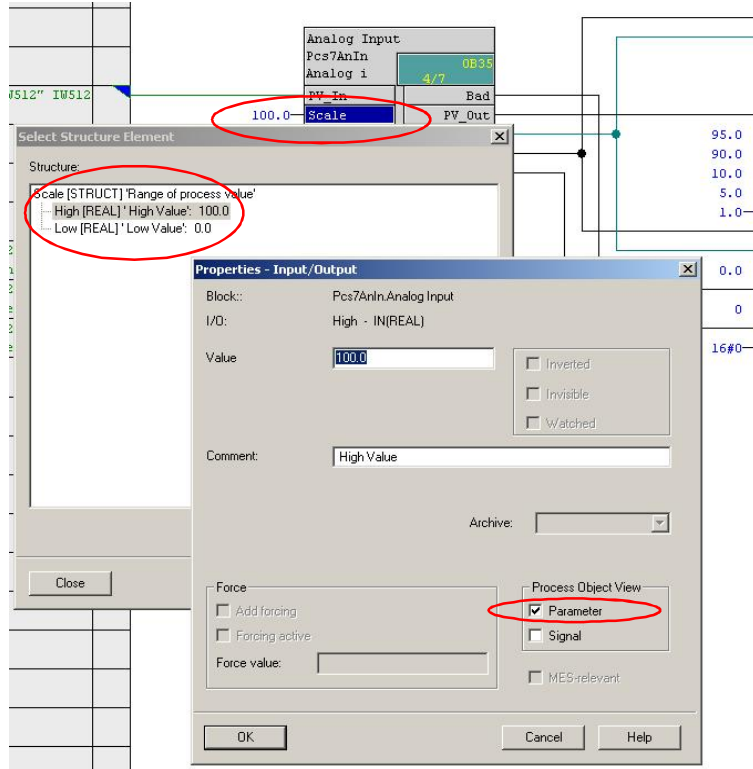 Analog Input
Pcs7AnIn
Analog i
OB35
4/7
W512" IW512
PV_In
Bad
100.0
Scale
PV_Out
95.0
90.0
10.0
5.0
1.0
0.0
0
16#0
Select Structure Element
Structure:
Scale [STRUCT] 'Range of process value'
High [REAL] ' High Value': 100.0
Low [REAL] ' Low Value': 0.0
Close
Properties - Input/Output
Block::
Pcs7AnIn.Analog Input
I/O:
High - IN(REAL)
Value
100.0
Inverted
Invisible
Watched
Comment:
High Value
Archive:
Force
Add forcing
Forcing active
Force value:
Process Object View
Parameter
Signal
MES-relevant
OK
Cancel
Help